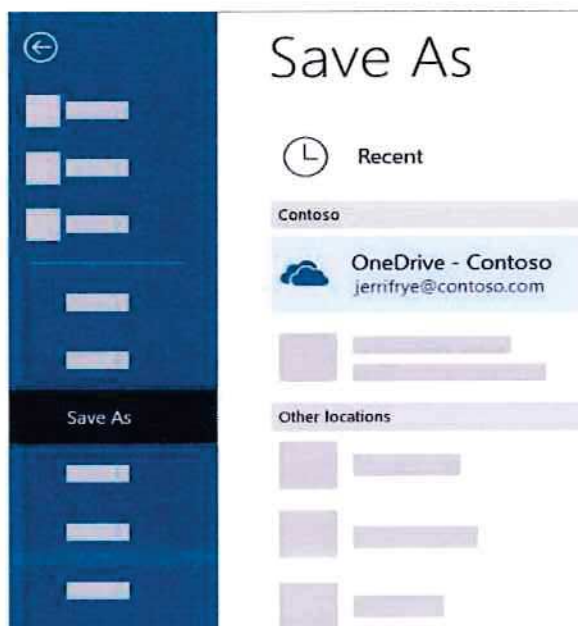 Save As
Recent
Contoso
OneDrive - Contoso
jerrifrye@contoso.com
Save As
Other locations